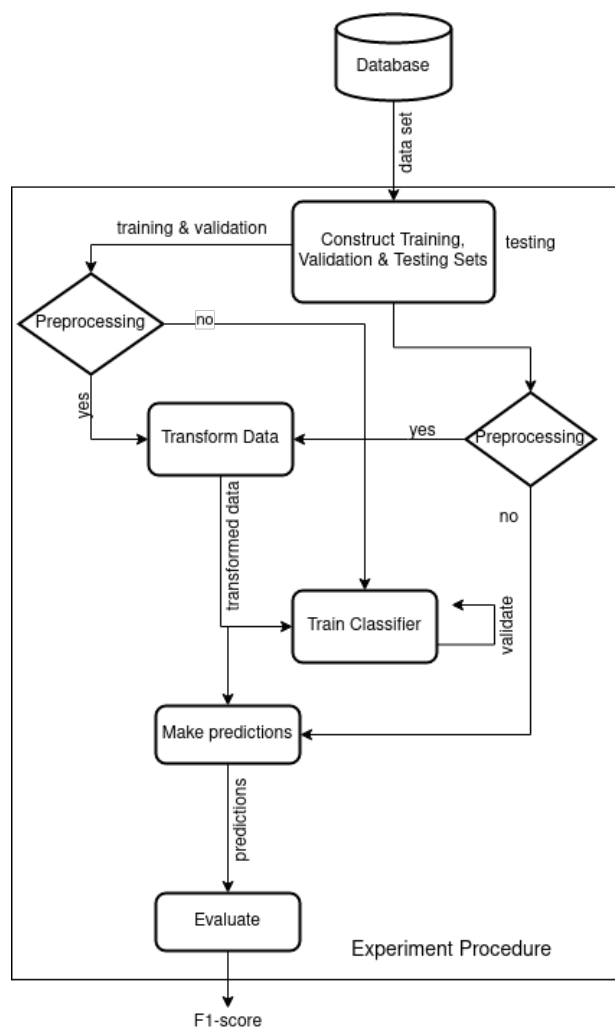 Database
data set
training & validation
Construct Training,
Validation & Testing Sets
testing
Preprocessing
no
yes
Transform Data
yes
Preprocessing
no
transformed data
Train Classifier
validate
Make predictions
predictions
Evaluate
Experiment Procedure
F1-score